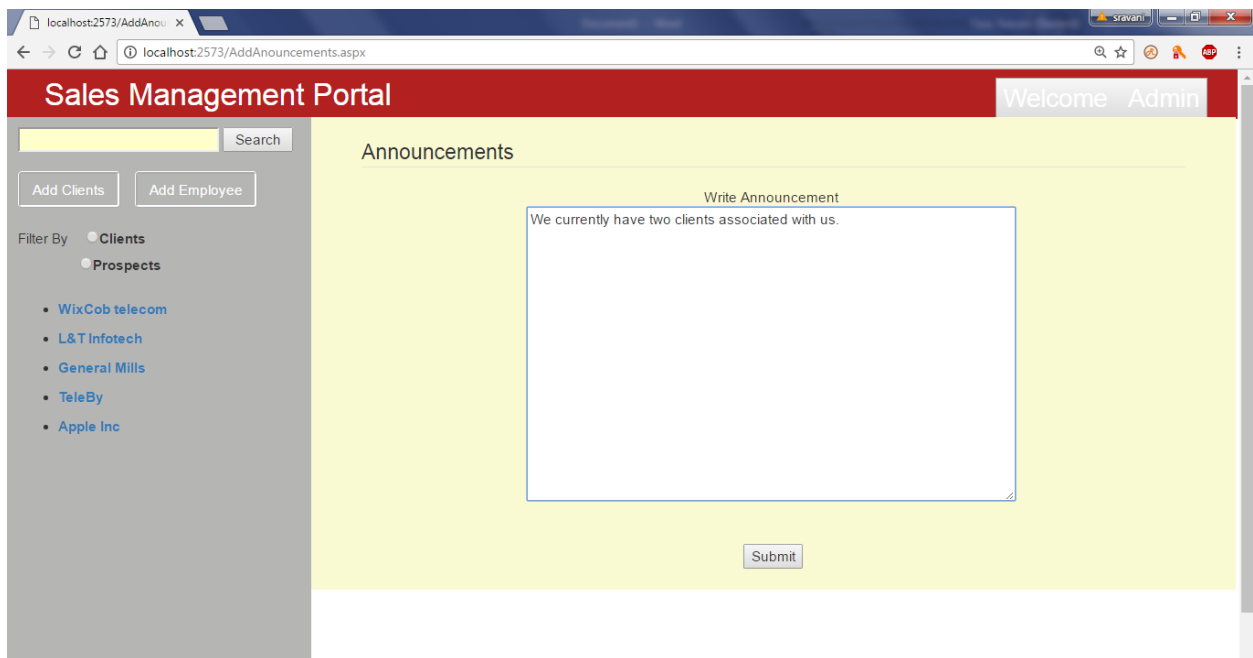 localhost:2573/AddAnou
sravani
localhost:2573/AddAnouncements.aspx
ABP
Sales Management Portal
Welcome Admin
Search
Add Clients Add Employee
Filter By Clients
Prospects
WixCob telecom
L&T Infotech
General Mills
TeleBy
Apple Inc
Announcements
Write Announcement
We currently have two clients associated with us.
Submit